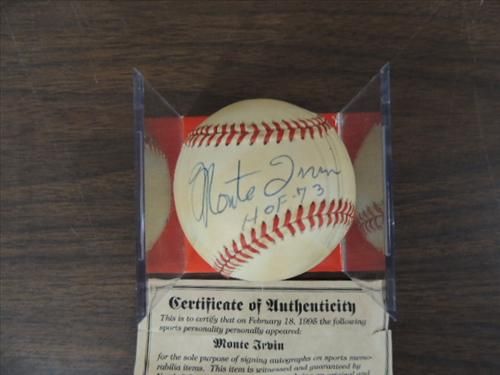 Monte Irvin
HOF-73
Certificate of Authenticity
This is to certify that on February 18, 1995 the following
sports personality personally appeared:
Monte Irvin
for the sole purpose of signing autographs on sports memo-
rabilia items. This item is witnessed and guaranteed by